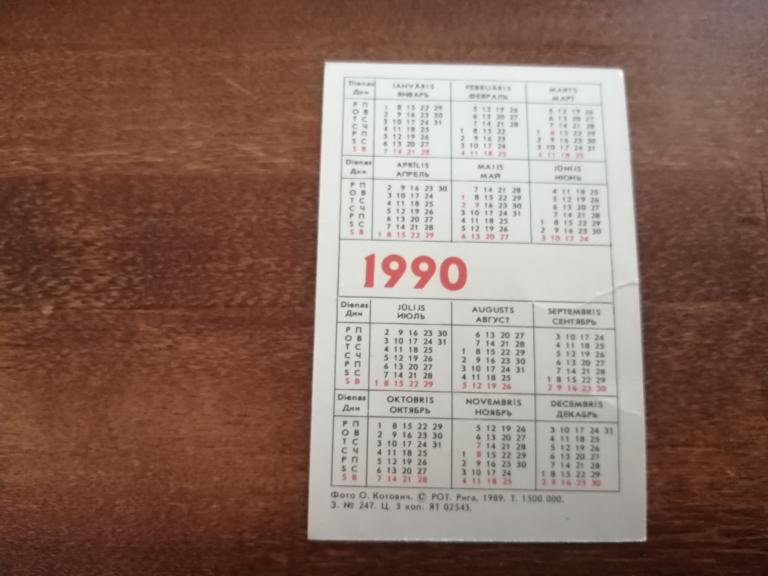 Dienas JANVĀRIS FEBRUĀRIS MARTS
Дни ЯНВАРЬ ФЕВРАЛЬ МАРТ
P П 1 8 15 22 29 5 12 19 26 5 12 19 26
O В 2 9 16 23 30 6 13 20 27 6 13 20 27
T С 3 10 17 24 31 7 14 21 28 7 14 21 28
C Ч 4 11 18 25 1 8 15 22 1 8 15 22 29
P П 5 12 19 26 2 9 16 23 2 9 16 23 30
S С 6 13 20 27 3 10 17 24 3 10 17 24 31
S В 7 14 21 28 4 11 18 25 4 11 18 25
Dienas APRĪLIS MAIJS JŪNIJS
Дни АПРЕЛЬ МАЙ ИЮНЬ
P П 2 9 16 23 30 7 14 21 28 4 11 18 25
O В 3 10 17 24 1 8 15 22 29 5 12 19 26
T С 4 11 18 25 2 9 16 23 30 6 13 20 27
C Ч 5 12 19 26 3 10 17 24 31 7 14 21 28
P П 6 13 20 27 4 11 18 25 1 8 15 22 29
S С 7 14 21 28 5 12 19 26 2 9 16 23 30
S В 1 8 15 22 29 6 13 20 27 3 10 17 24
1990
Dienas JŪLIJS AUGUSTS SEPTEMBRIS
Дни ИЮЛЬ АВГУСТ СЕНТЯБРЬ
P П 2 9 16 23 30 6 13 20 27 3 10 17 24
O В 3 10 17 24 31 7 14 21 28 4 11 18 25
T С 4 11 18 25 1 8 15 22 29 5 12 19 26
C Ч 5 12 19 26 2 9 16 23 30 6 13 20 27
P П 6 13 20 27 3 10 17 24 31 7 14 21 28
S С 7 14 21 28 4 11 18 25 1 8 15 22 29
S В 1 8 15 22 29 5 12 19 26 2 9 16 23 30
Dienas OKTOBRIS NOVEMBRIS DECEMBRIS
Дни ОКТЯБРЬ НОЯБРЬ ДЕКАБРЬ
P П 1 8 15 22 29 5 12 19 26 3 10 17 24 31
O В 2 9 16 23 30 6 13 20 27 4 11 18 25
T С 3 10 17 24 31 7 14 21 28 5 12 19 26
C Ч 4 11 18 25 1 8 15 22 29 6 13 20 27
P П 5 12 19 26 2 9 16 23 30 7 14 21 28
S С 6 13 20 27 3 10 17 24 1 8 15 22 29
S В 7 14 21 28 4 11 18 25 2 9 16 23 30
Фото О. Котович. © РОТ. Рига, 1989. Т. 1500 000.
З. № 247. Ц. 3 коп. ЯТ 02543.